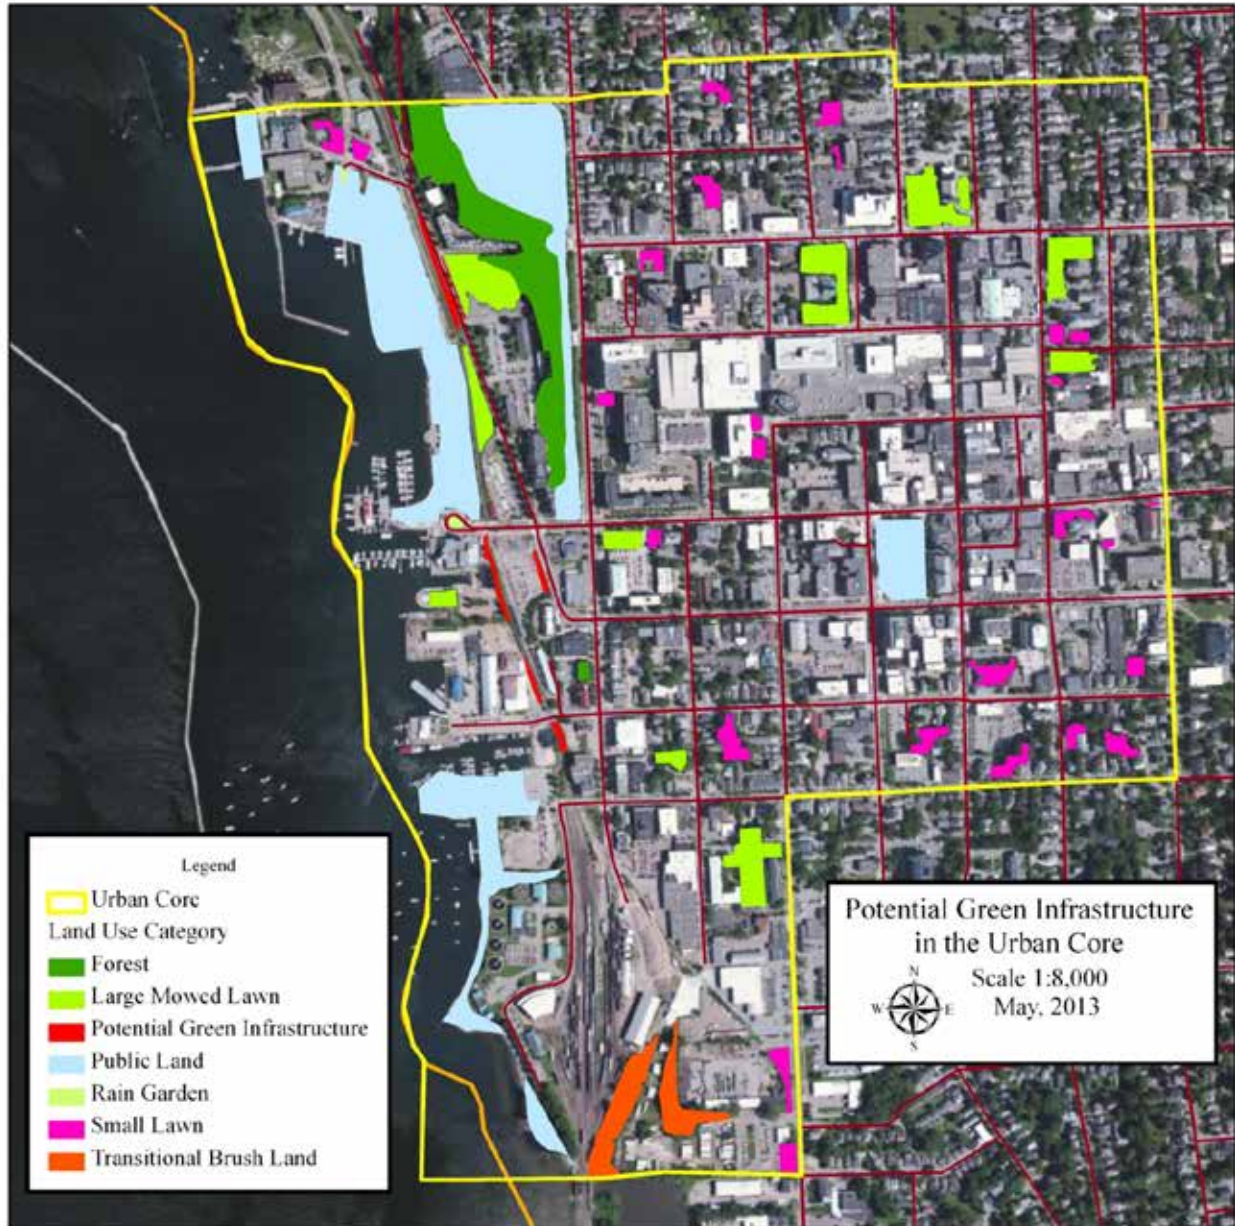 Legend
Urban Core
Land Use Category
Forest
Large Mowed Lawn
Potential Green Infrastructure
Public Land
Rain Garden
Small Lawn
Transitional Brush Land
Potential Green Infrastructure
in the Urban Core
Scale 1:8,000
May, 2013
N
W
E
S